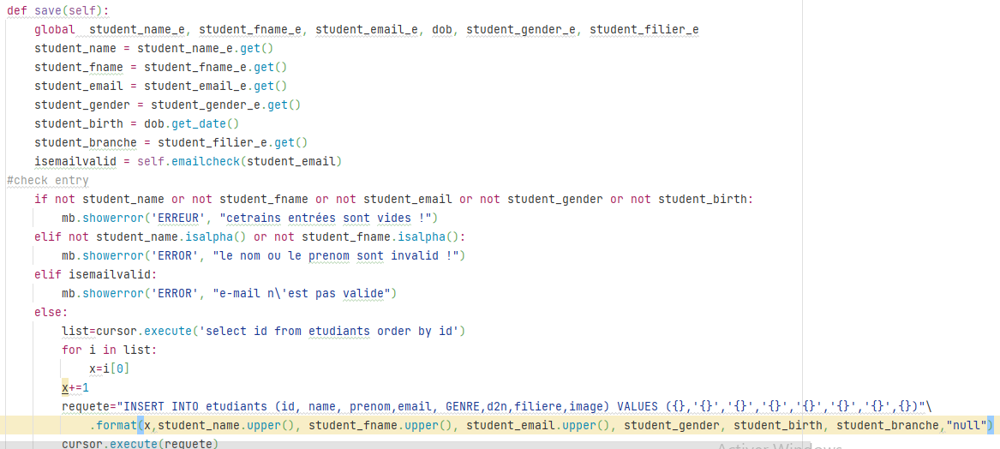 def save(self):
    global  student_name_e, student_fname_e, student_email_e, dob, student_gender_e, student_filier_e
    student_name = student_name_e.get()
    student_fname = student_fname_e.get()
    student_email = student_email_e.get()
    student_gender = student_gender_e.get()
    student_birth = dob.get_date()
    student_branche = student_filier_e.get()
    isemailvalid = self.emailcheck(student_email)
#check entry
    if not student_name or not student_fname or not student_email or not student_gender or not student_birth:
        mb.showerror('ERREUR', "cetrains entrées sont vides !")
    elif not student_name.isalpha() or not student_fname.isalpha():
        mb.showerror('ERROR', "le nom ou le prenom sont invalid !")
    elif isemailvalid:
        mb.showerror('ERROR', "e-mail n\'est pas valide")
    else:
        list=cursor.execute('select id from etudiants order by id')
        for i in list:
            x=i[0]
        x+=1
        requete="INSERT INTO etudiants (id, name, prenom,email, GENRE,d2n,filiere,image) VALUES ({},'{}','{}','{}','{}','{}','{}',{})"\
            .format(x,student_name.upper(), student_fname.upper(), student_email.upper(), student_gender, student_birth, student_branche,"null")
        cursor.execute(requete)
Activer Windows